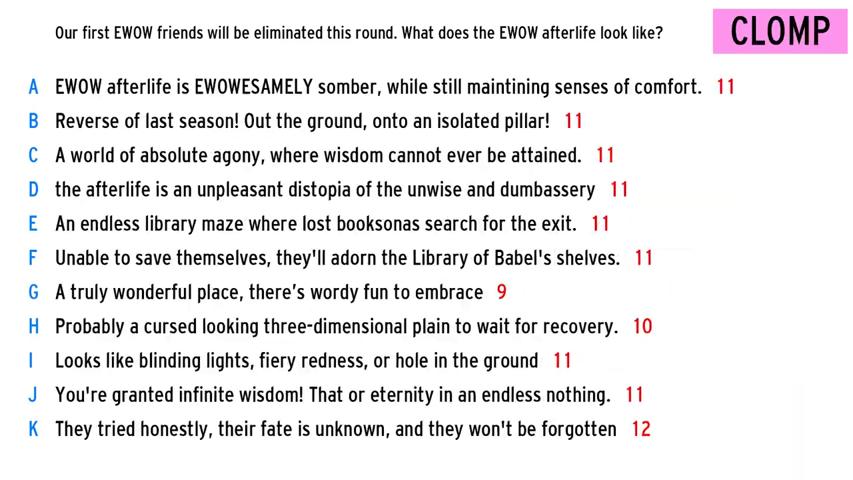 Our first EWOW friends will be eliminated this round. What does the EWOW afterlife look like?
CLOMP
A EWOW afterlife is EWOWESAMELY somber, while still maintining senses of comfort. 11
B Reverse of last season! Out the ground, onto an isolated pillar! 11
C A world of absolute agony, where wisdom cannot ever be attained. 11
D the afterlife is an unpleasant distopia of the unwise and dumbassery 11
E An endless library maze where lost booksonas search for the exit. 11
F Unable to save themselves, they'll adorn the Library of Babel's shelves. 11
G A truly wonderful place, there's wordy fun to embrace 9
H Probably a cursed looking three-dimensional plain to wait for recovery. 10
I Looks like blinding lights, fiery redness, or hole in the ground 11
J You're granted infinite wisdom! That or eternity in an endless nothing. 11
K They tried honestly, their fate is unknown, and they won't be forgotten 12